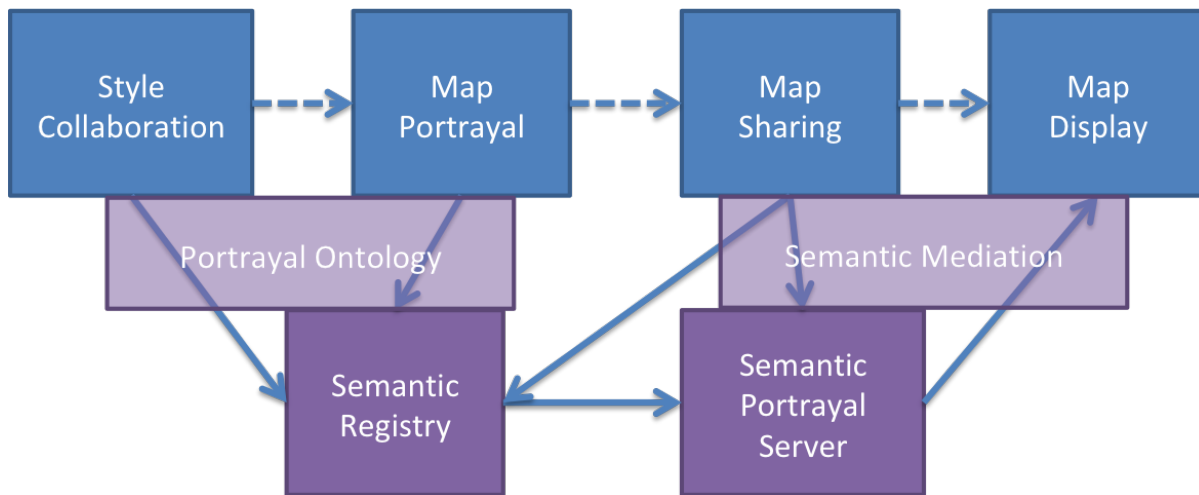 Style
Collaboration
Map
Portrayal
Map
Sharing
Map
Display
Portrayal Ontology
Semantic Mediation
Semantic
Registry
Semantic
Portrayal
Server